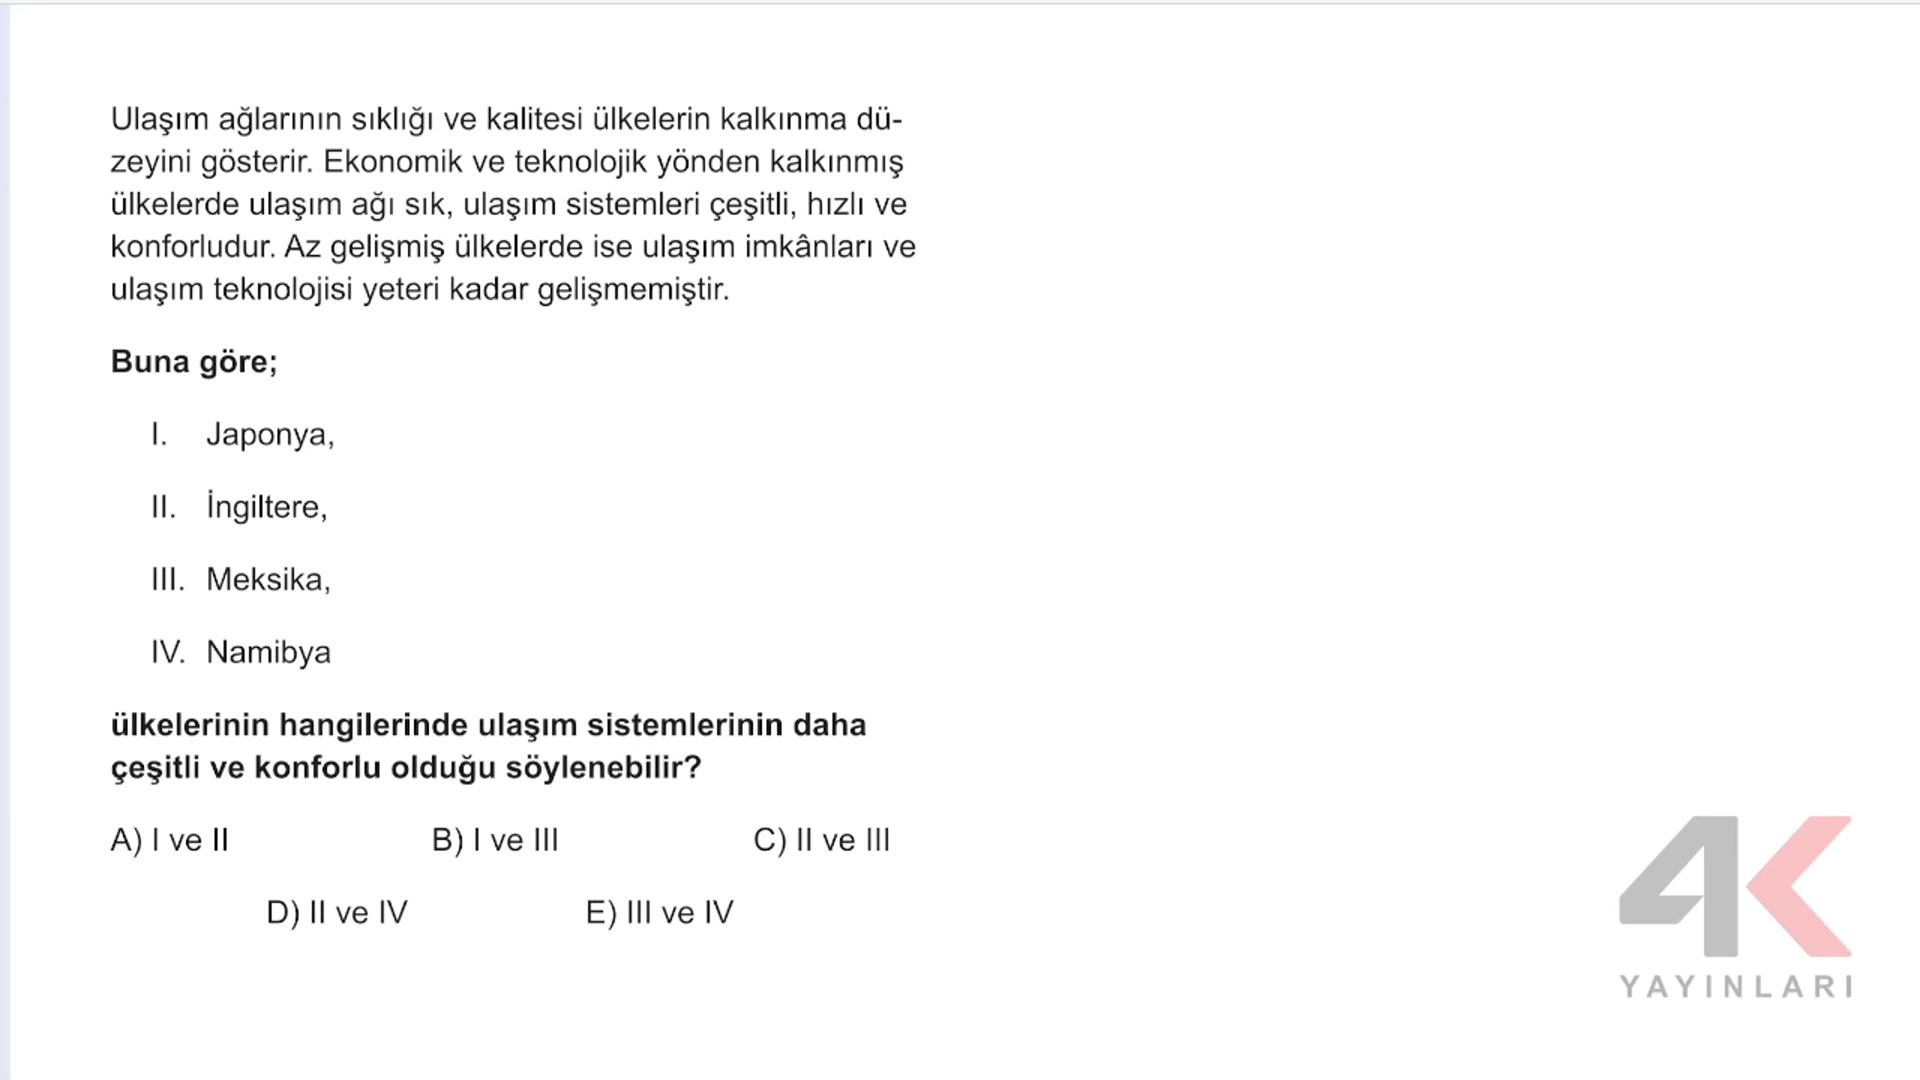 Ulaşım ağlarının sıklığı ve kalitesi ülkelerin kalkınma dü-
zeyini gösterir. Ekonomik ve teknolojik yönden kalkınmış
ülkelerde ulaşım ağı sık, ulaşım sistemleri çeşitli, hızlı ve
konforludur. Az gelişmiş ülkelerde ise ulaşım imkânları ve
ulaşım teknolojisi yeteri kadar gelişmemiştir.
Buna göre;
I. Japonya,
II. İngiltere,
III. Meksika,
IV. Namibya
ülkelerinin hangilerinde ulaşım sistemlerinin daha
çeşitli ve konforlu olduğu söylenebilir?
A) I ve II B) I ve III C) II ve III
D) II ve IV E) III ve IV
4K
YAYINLARI